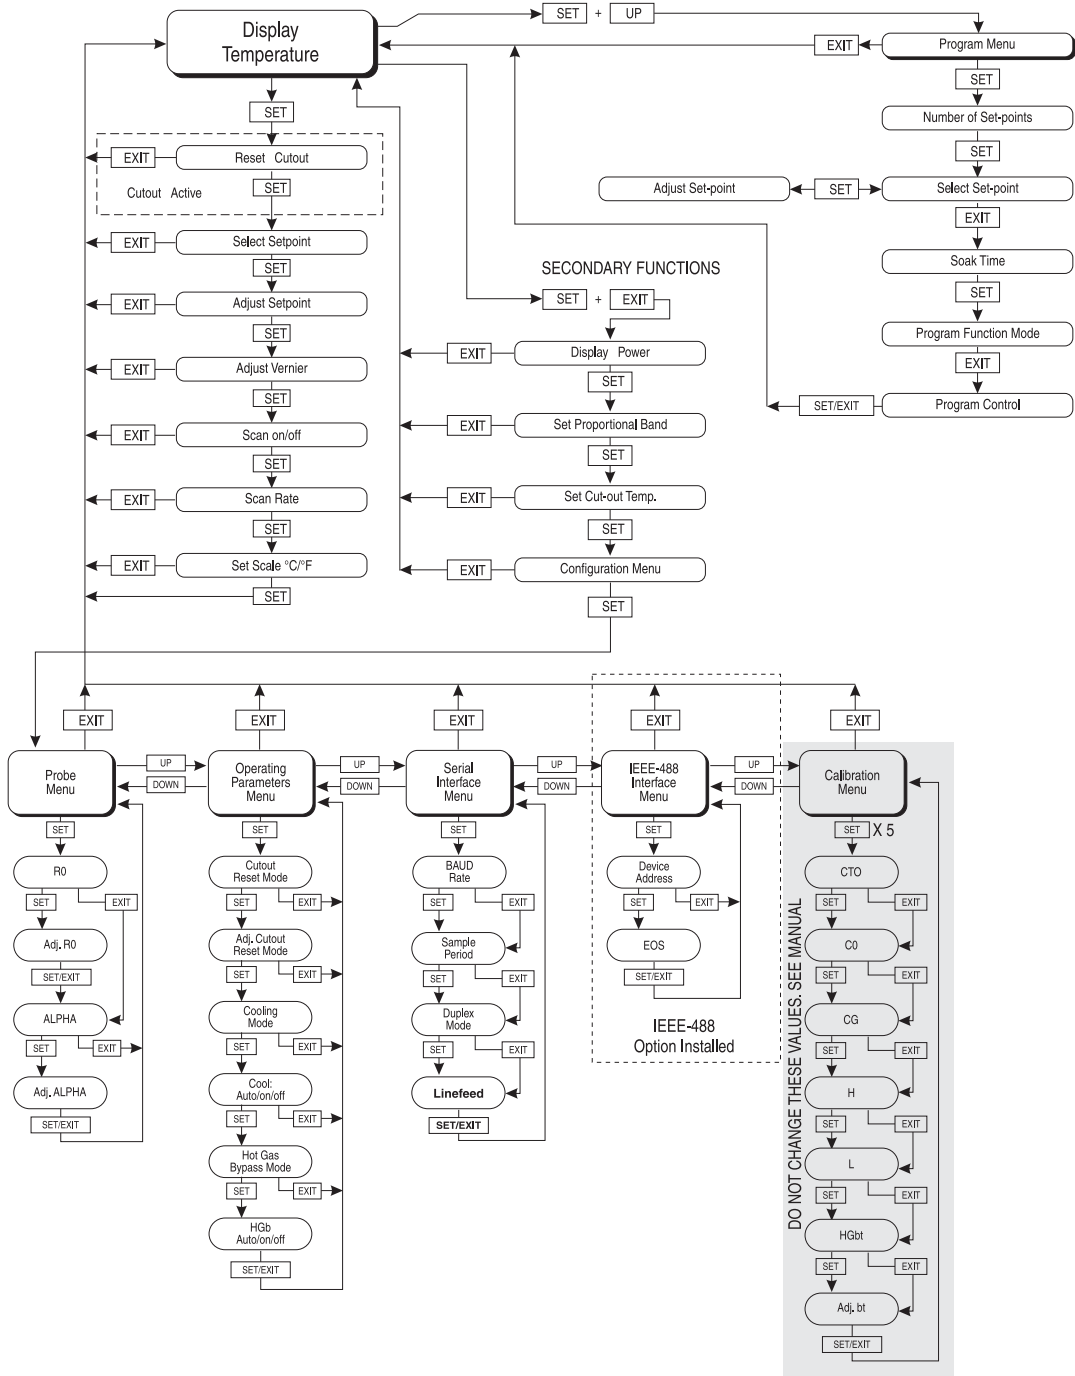 Display
Temperature
SET + UP
EXIT
Program Menu
SET
Number of Set-points
SET
Adjust Set-point
SET
Select Set-point
EXIT
Soak Time
SET
Program Function Mode
EXIT
SET/EXIT
Program Control
SET
EXIT
Reset Cutout
Cutout Active
SET
EXIT
Select Setpoint
SET
EXIT
Adjust Setpoint
SET
EXIT
Adjust Vernier
SET
EXIT
Scan on/off
SET
EXIT
Scan Rate
SET
EXIT
Set Scale °C/°F
SET
SECONDARY FUNCTIONS
SET + EXIT
EXIT
Display Power
SET
EXIT
Set Proportional Band
SET
EXIT
Set Cut-out Temp.
SET
EXIT
Configuration Menu
SET
EXIT
Probe
Menu
UP
DOWN
SET
R0
SET
EXIT
Adj. R0
SET/EXIT
ALPHA
SET
EXIT
Adj. ALPHA
SET/EXIT
EXIT
Operating
Parameters
Menu
UP
DOWN
SET
Cutout
Reset Mode
SET
EXIT
Adj. Cutout
Reset Mode
SET
EXIT
Cooling
Mode
SET
EXIT
Cool:
Auto/on/off
SET
EXIT
Hot Gas
Bypass Mode
SET
EXIT
HGb
Auto/on/off
SET/EXIT
EXIT
Serial
Interface
Menu
UP
DOWN
SET
BAUD
Rate
SET
EXIT
Sample
Period
SET
EXIT
Duplex
Mode
SET
EXIT
Linefeed
SET/EXIT
EXIT
IEEE-488
Interface
Menu
UP
DOWN
SET
Device
Address
SET
EXIT
EOS
SET/EXIT
IEEE-488
Option Installed
EXIT
Calibration
Menu
SET X 5
CTO
SET
EXIT
C0
SET
EXIT
CG
SET
EXIT
H
SET
EXIT
L
SET
EXIT
HGbt
SET
EXIT
Adj. bt
SET/EXIT
DO NOT CHANGE THESE VALUES. SEE MANUAL